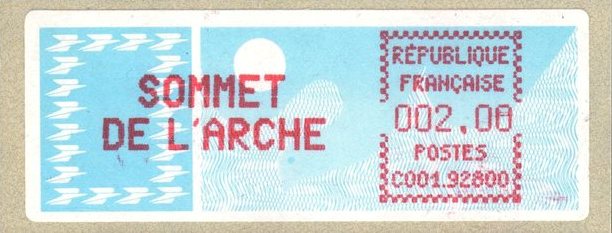 SOMMET
DE L'ARCHE
RÉPUBLIQUE
FRANÇAISE
002,00
POSTES
C001.92800